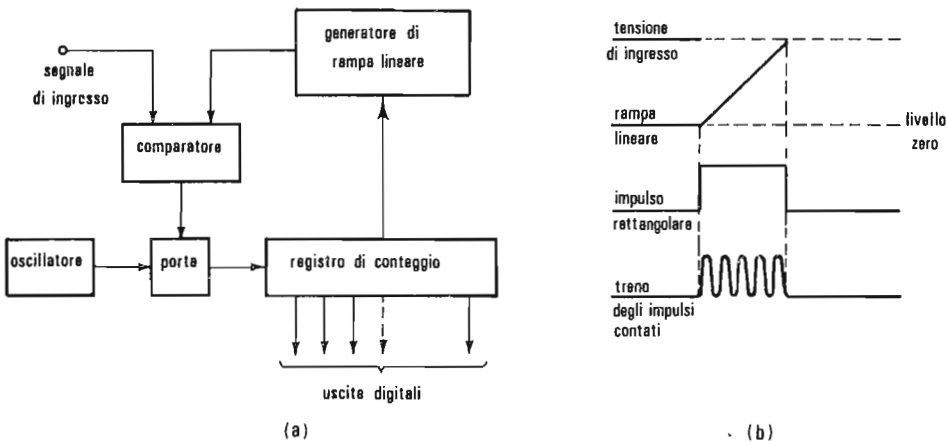 segnale
di ingresso
generatore di
rampa lineare
comparatore
oscillatore
porta
registro di conteggio
uscite digitali
(a)
tensione
di ingresso
rampa
lineare
livello
zero
impulso
rettangolare
treno
degli impulsi
contati
(b)